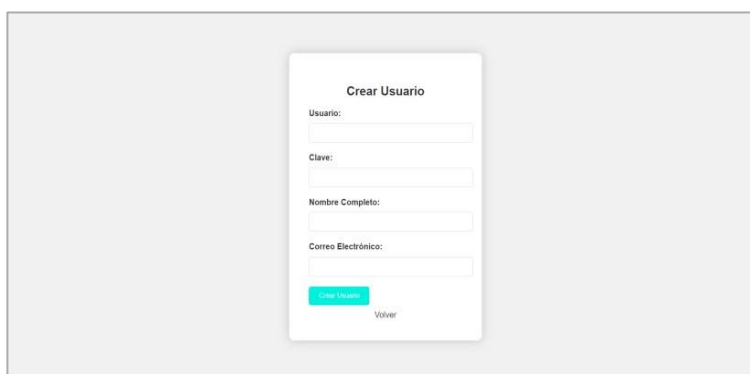 Crear Usuario
Usuario:
Clave:
Nombre Completo:
Correo Electrónico:
Crear Usuario
Volver